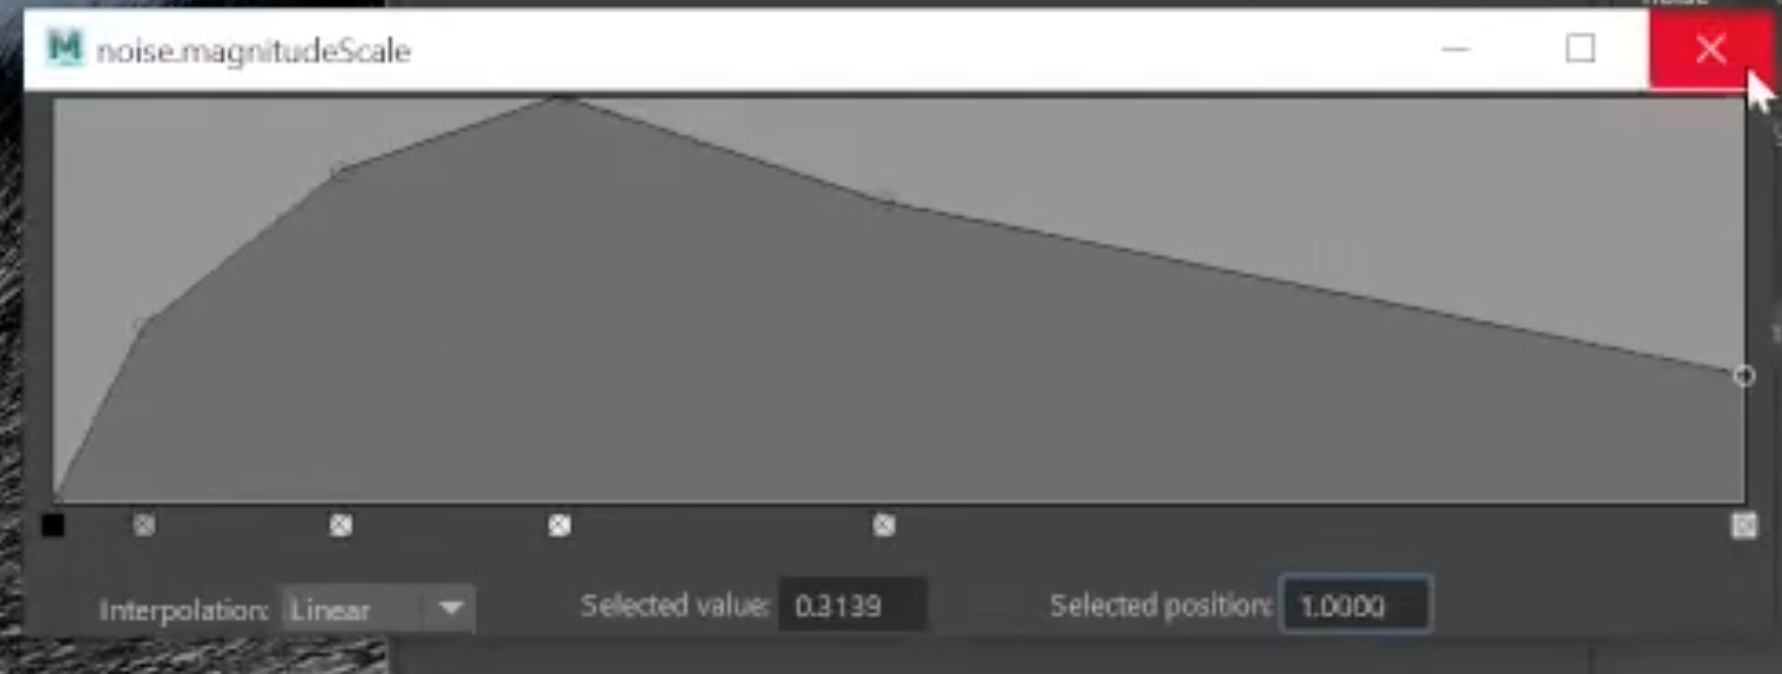 noise.magnitudeScale
Interpolation: Linear Selected value: 0.3139 Selected position: 1.0000